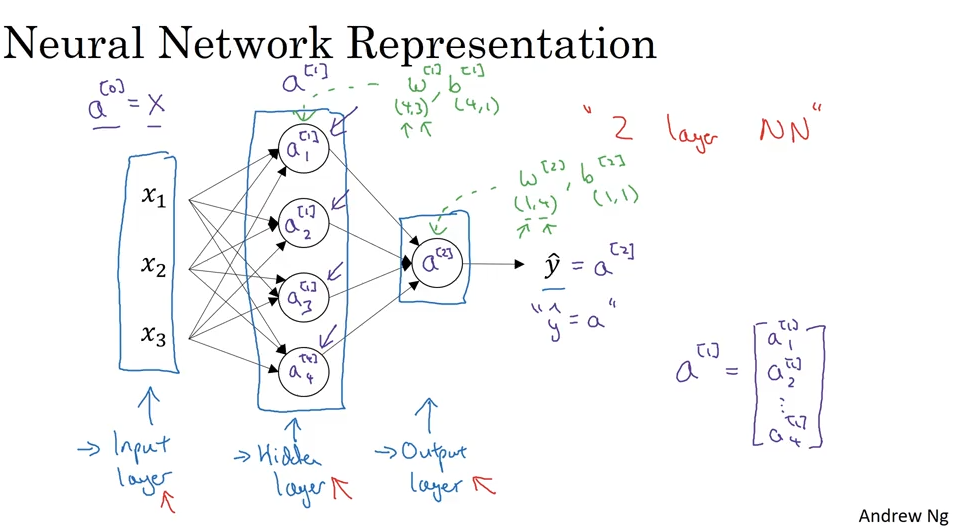 Neural Network Representation
a^[0] = X
a^[1]
w^[1], b^[1]
(4,3) (4,1)
"2 layer NN"
x₁
x₂
x₃
a₁^[1]
a₂^[1]
a₃^[1]
a₄^[4]
w^[2], b^[2]
(1,4) (1,1)
a^[2]
ŷ = a^[2]
"ŷ = a"
a^[1] = [a₁^[1]
a₂^[1]
⋮
a₄^[1]]
→ Input
layer
→ Hidden
layer
→ Output
layer
Andrew Ng